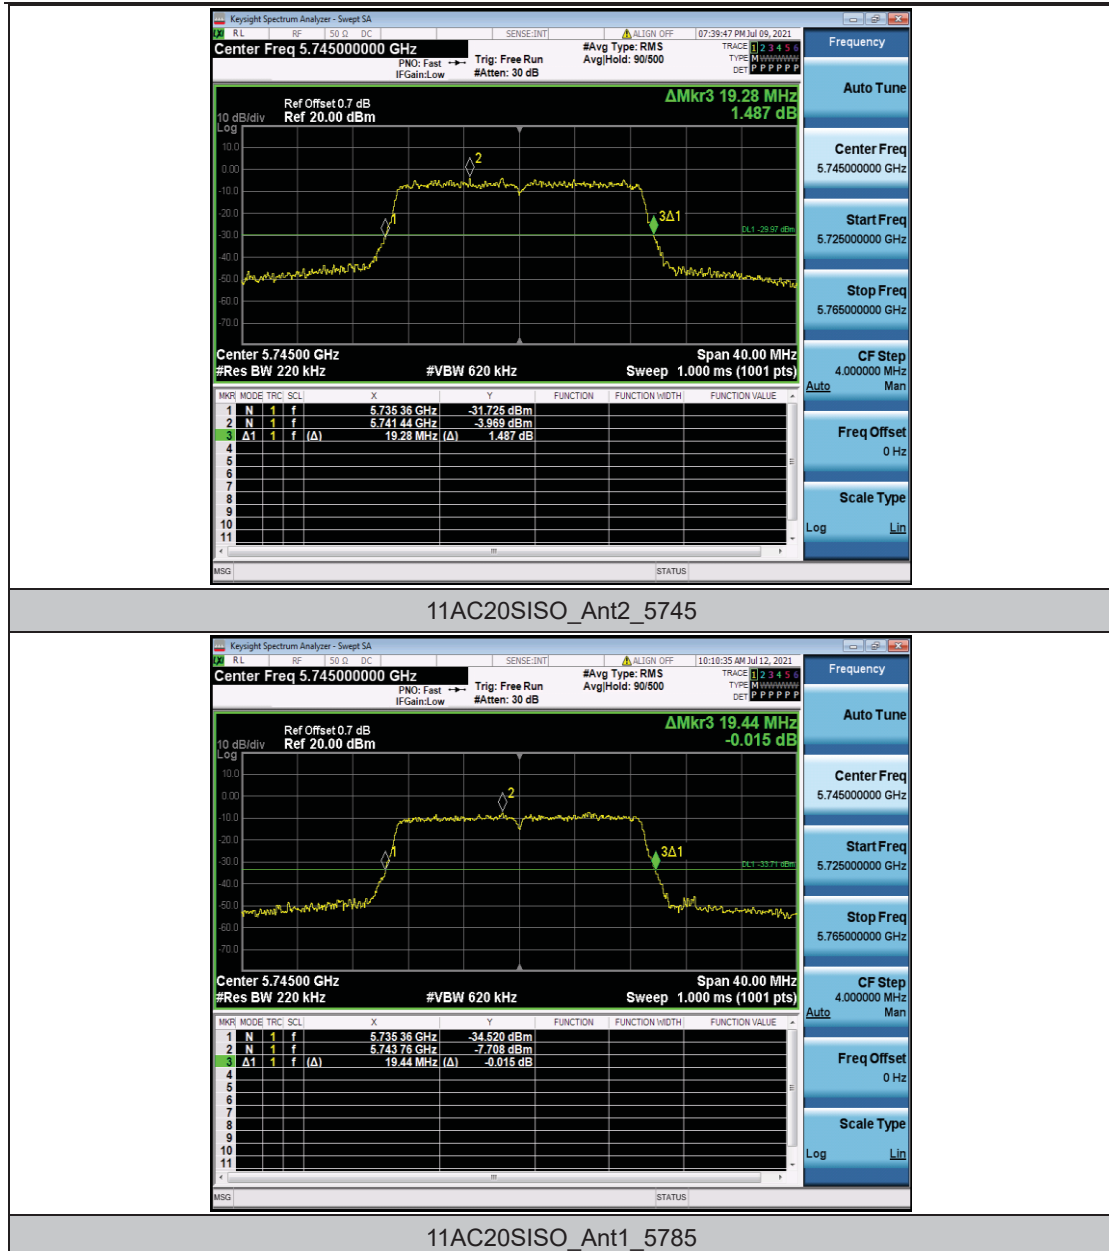 Keysight Spectrum Analyzer - Swept SA
RL RF 50 Ω DC SENSE:INT ALIGN OFF 07:39:47 PM Jul 09, 2021
Center Freq 5.745000000 GHz #Avg Type: RMS TRACE 1 2 3 4 5 6
PNO: Fast Trig: Free Run Avg|Hold: 90/500 TYPE M WWWWW
IFGain:Low #Atten: 30 dB DET P P P P P P
Frequency
Auto Tune
Center Freq
5.745000000 GHz
Start Freq
5.725000000 GHz
Stop Freq
5.765000000 GHz
CF Step
4.000000 MHz
Auto Man
Freq Offset
0 Hz
Scale Type
Log Lin
ΔMkr3 19.28 MHz
1.487 dB
Ref Offset 0.7 dB
10 dB/div Ref 20.00 dBm
Log
10.0
0.00
-10.0
-20.0
-30.0
-40.0
-50.0
-60.0
-70.0
1
2
3Δ1
DL1 -29.97 dBm
Center 5.74500 GHz Span 40.00 MHz
#Res BW 220 kHz #VBW 620 kHz Sweep 1.000 ms (1001 pts)
MKR MODE TRC SCL X Y FUNCTION FUNCTION WIDTH FUNCTION VALUE
1 N 1 f 5.735 36 GHz -31.725 dBm
2 N 1 f 5.741 44 GHz -3.969 dBm
3 Δ1 1 f (Δ) 19.28 MHz (Δ) 1.487 dB
4
5
6
7
8
9
10
11
MSG STATUS
11AC20SISO_Ant2_5745
Keysight Spectrum Analyzer - Swept SA
RL RF 50 Ω DC SENSE:INT ALIGN OFF 10:10:35 AM Jul 12, 2021
Center Freq 5.745000000 GHz #Avg Type: RMS TRACE 1 2 3 4 5 6
PNO: Fast Trig: Free Run Avg|Hold: 90/500 TYPE M WWWWW
IFGain:Low #Atten: 30 dB DET P P P P P P
Frequency
Auto Tune
Center Freq
5.745000000 GHz
Start Freq
5.725000000 GHz
Stop Freq
5.765000000 GHz
CF Step
4.000000 MHz
Auto Man
Freq Offset
0 Hz
Scale Type
Log Lin
ΔMkr3 19.44 MHz
-0.015 dB
Ref Offset 0.7 dB
10 dB/div Ref 20.00 dBm
Log
10.0
0.00
-10.0
-20.0
-30.0
-40.0
-50.0
-60.0
-70.0
1
2
3Δ1
DL1 -33.71 dBm
Center 5.74500 GHz Span 40.00 MHz
#Res BW 220 kHz #VBW 620 kHz Sweep 1.000 ms (1001 pts)
MKR MODE TRC SCL X Y FUNCTION FUNCTION WIDTH FUNCTION VALUE
1 N 1 f 5.735 36 GHz -34.520 dBm
2 N 1 f 5.743 76 GHz -7.708 dBm
3 Δ1 1 f (Δ) 19.44 MHz (Δ) -0.015 dB
4
5
6
7
8
9
10
11
MSG STATUS
11AC20SISO_Ant1_5785